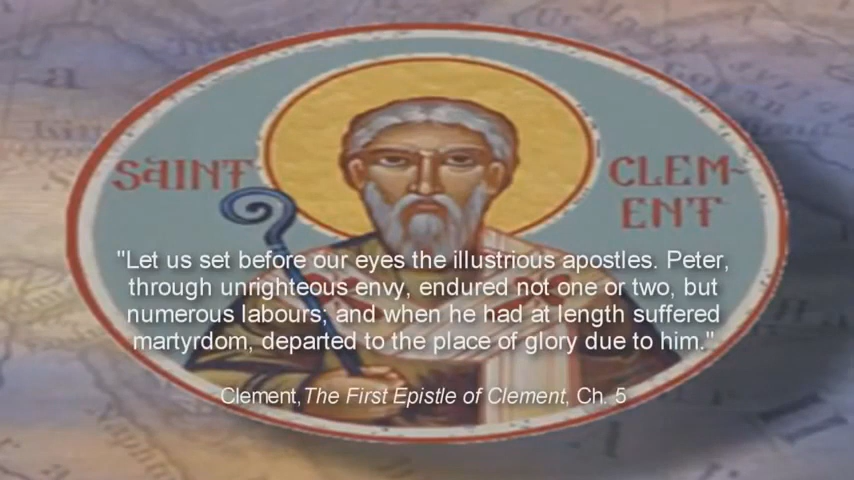 SAINT
CLEM-
ENT
"Let us set before our eyes the illustrious apostles. Peter,
through unrighteous envy, endured not one or two, but
numerous labours; and when he had at length suffered
martyrdom, departed to the place of glory due to him."
Clement, The First Epistle of Clement, Ch. 5